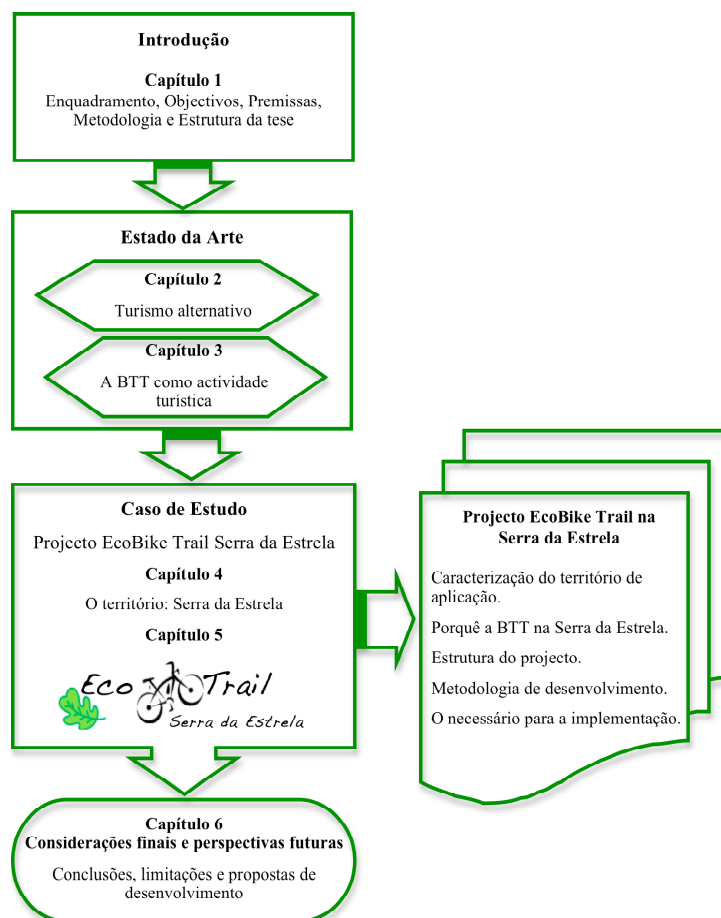 Introdução
Capítulo 1
Enquadramento, Objectivos, Premissas,
Metodologia e Estrutura da tese
Estado da Arte
Capítulo 2
Turismo alternativo
Capítulo 3
A BTT como actividade
turística
Caso de Estudo
Projecto EcoBike Trail Serra da Estrela
Capítulo 4
O território: Serra da Estrela
Capítulo 5
Eco Trail
Serra da Estrela
Projecto EcoBike Trail na
Serra da Estrela
Caracterização do território de
aplicação.
Porquê a BTT na Serra da Estrela.
Estrutura do projecto.
Metodologia de desenvolvimento.
O necessário para a implementação.
Capítulo 6
Considerações finais e perspectivas futuras
Conclusões, limitações e propostas de
desenvolvimento